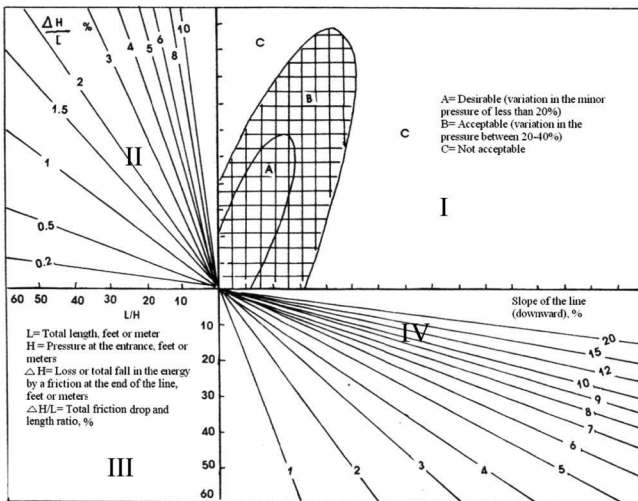 ΔH/L %
2
3
4
5
6
8
10
1.5
1
0.5
0.2
II
C
B
A
C
A= Desirable (variation in the minor
pressure of less than 20%)
B= Acceptable (variation in the
pressure between 20-40%)
C= Not acceptable
I
60 50 40 30 20 10
L/H
L= Total length, feet or meter
H = Pressure at the entrance, feet or
meters
△H= Loss or total fall in the energy
by a friction at the end of the line,
feet or meters
△H/L= Total friction drop and
length ratio, %
III
10
20
30
40
50
60
Slope of the line
(downward), %
IV
20
15
12
10
9
8
7
6
5
4
3
2
1